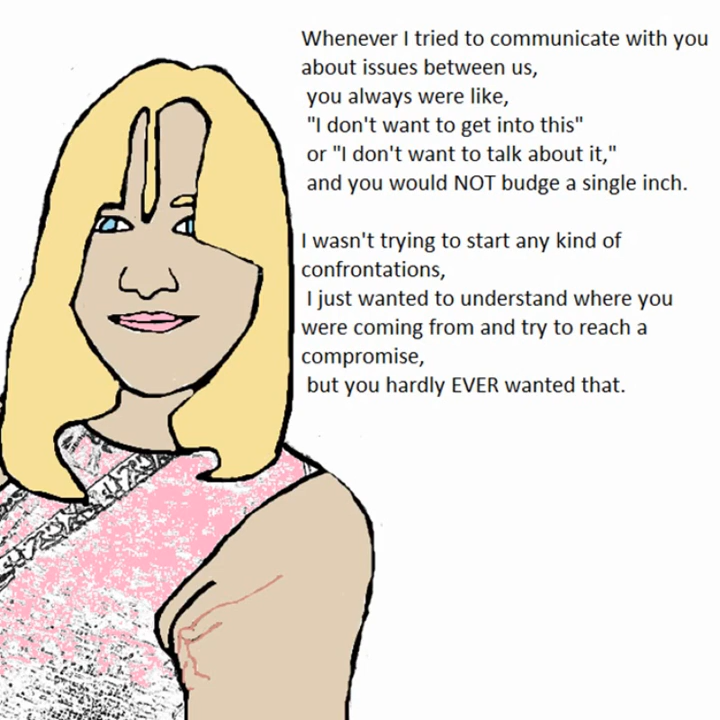 Whenever I tried to communicate with you
about issues between us,
you always were like,
"I don't want to get into this"
or "I don't want to talk about it,"
and you would NOT budge a single inch.
I wasn't trying to start any kind of
confrontations,
I just wanted to understand where you
were coming from and try to reach a
compromise,
but you hardly EVER wanted that.